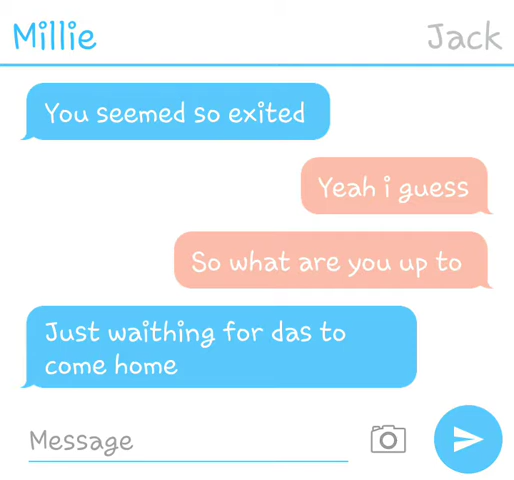 Millie
Jack
You seemed so exited
Yeah i guess
So what are you up to
Just waithing for das to
come home
Message